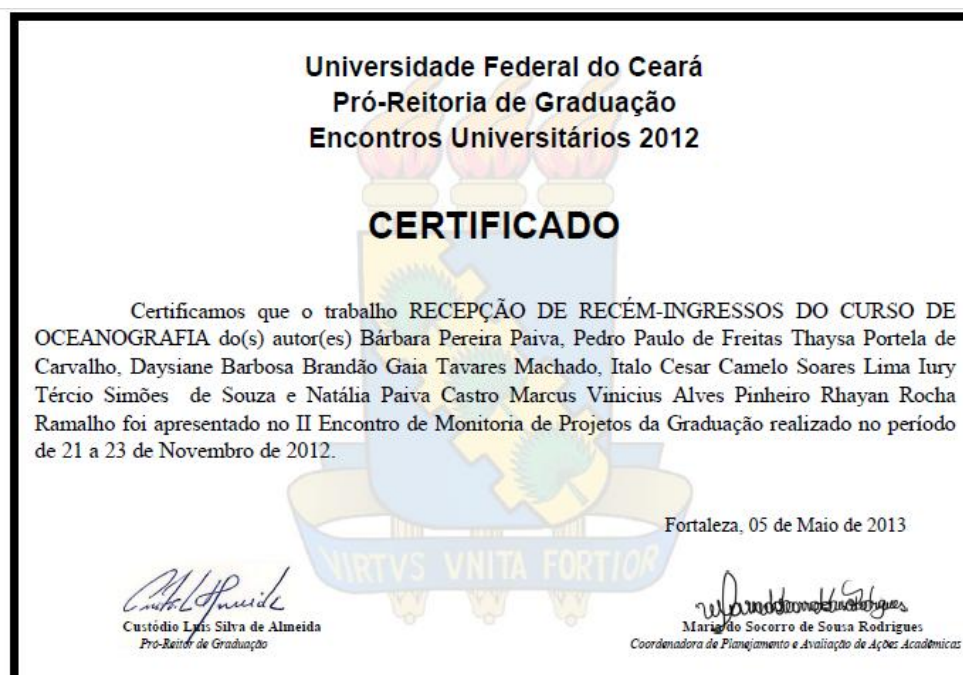 Universidade Federal do Ceará
Pró-Reitoria de Graduação
Encontros Universitários 2012
CERTIFICADO
Certificamos que o trabalho RECEPÇÃO DE RECÉM-INGRESSOS DO CURSO DE
OCEANOGRAFIA do(s) autor(es) Bárbara Pereira Paiva, Pedro Paulo de Freitas Thaysa Portela de
Carvalho, Daysiane Barbosa Brandão Gaia Tavares Machado, Italo Cesar Camelo Soares Lima Iury
Tércio Simões de Souza e Natália Paiva Castro Marcus Vinicius Alves Pinheiro Rhayan Rocha
Ramalho foi apresentado no II Encontro de Monitoria de Projetos da Graduação realizado no período
de 21 a 23 de Novembro de 2012.
Fortaleza, 05 de Maio de 2013
VIRTVS VNITA FORTIOR
Custódio Luís Silva de Almeida
Pró-Reitor de Graduação
Maria do Socorro de Sousa Rodrigues
Coordenadora de Planejamento e Avaliação de Ações Acadêmicas